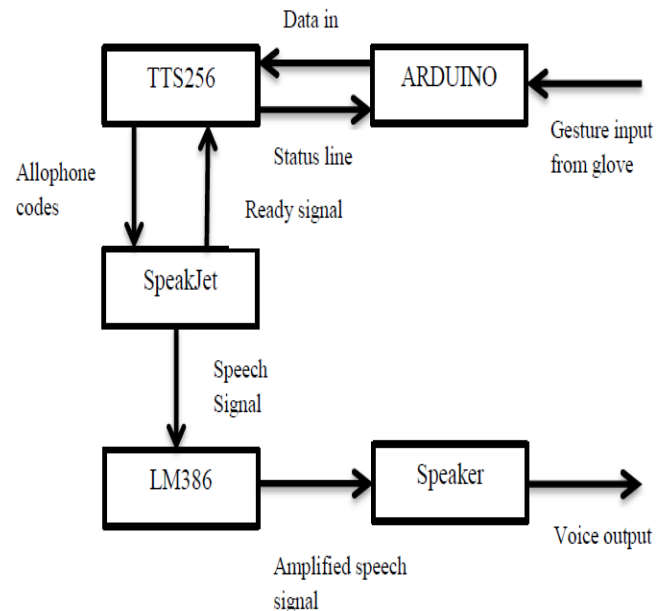 Data in
TTS256
ARDUINO
Gesture input
from glove
Status line
Allophone
codes
Ready signal
SpeakJet
Speech
Signal
LM386
Speaker
Voice output
Amplified speech
signal